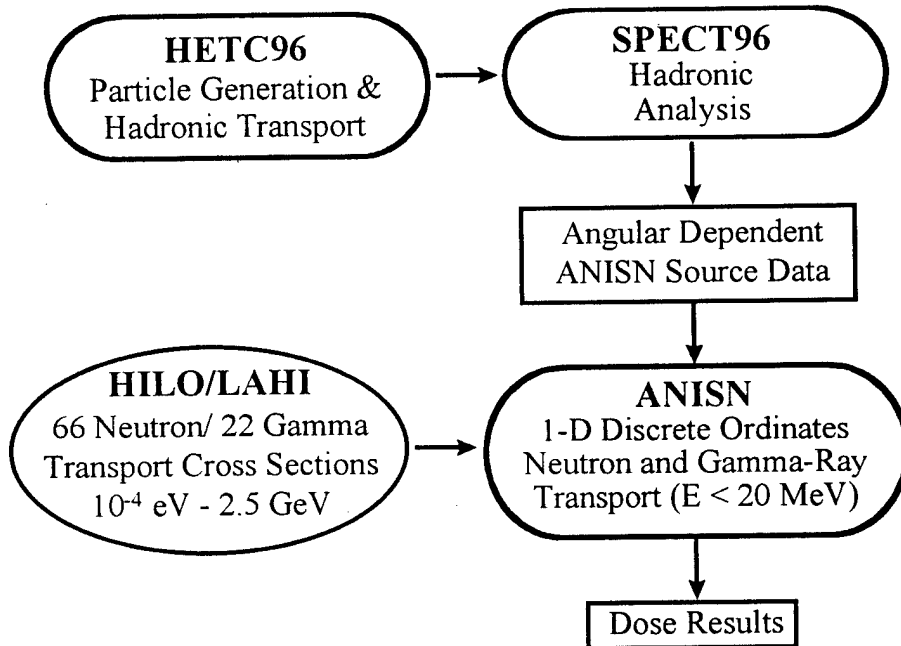 HETC96
Particle Generation &
Hadronic Transport
SPECT96
Hadronic
Analysis
Angular Dependent
ANISN Source Data
HILO/LAHI
66 Neutron/ 22 Gamma
Transport Cross Sections
10⁻⁴ eV - 2.5 GeV
ANISN
1-D Discrete Ordinates
Neutron and Gamma-Ray
Transport (E < 20 MeV)
Dose Results